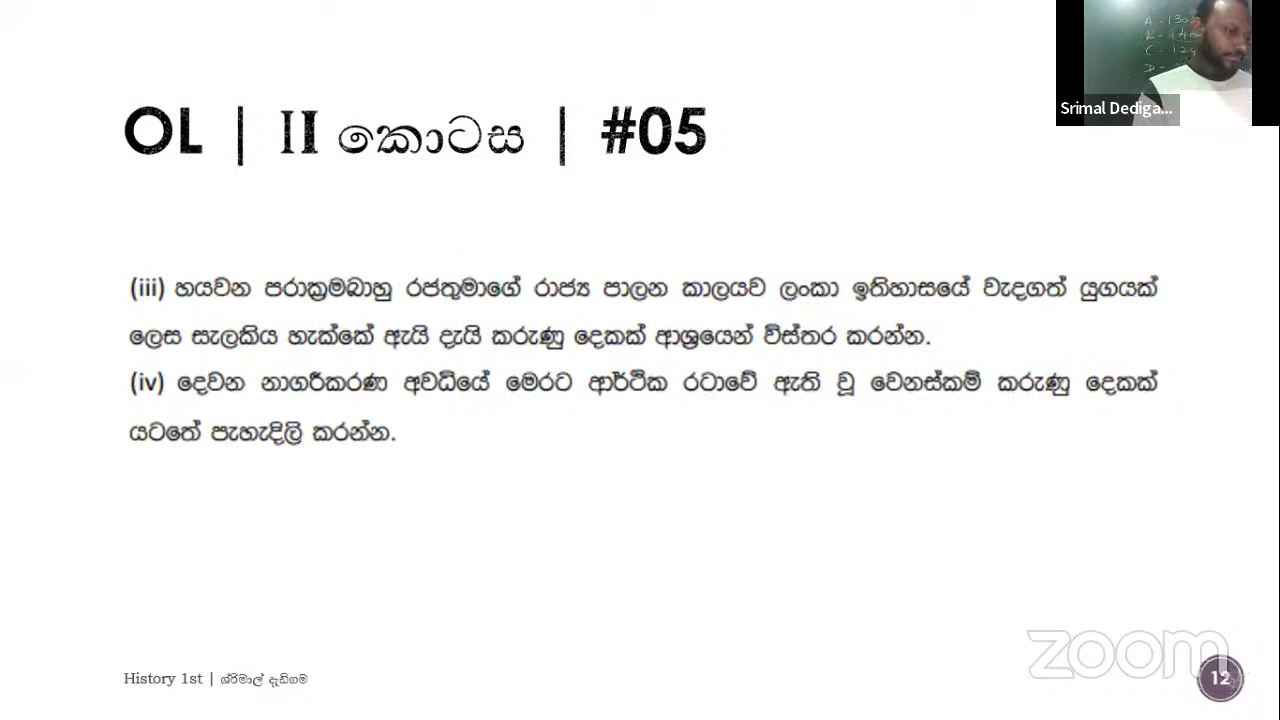 A - 130
Srimal Dediga...
OL | II කොටස | #05
(iii) හයවන පරාක්‍රමබාහු රජතුමාගේ රාජ්‍ය පාලන කාලයව ලංකා ඉතිහාසයේ වැදගත් යුගයක්
ලෙස සැලකිය හැක්කේ ඇයි දැයි කරුණු දෙකක් ආශ්‍රයෙන් විස්තර කරන්න.
(iv) දෙවන නාගරීකරණ අවධියේ මෙරට ආර්ථික රටාවේ ඇති වූ වෙනස්කම් කරුණු දෙකක්
යටතේ පැහැදිලි කරන්න.
History 1st | ශ්රිමාල් දැඩිගම
zoom
12